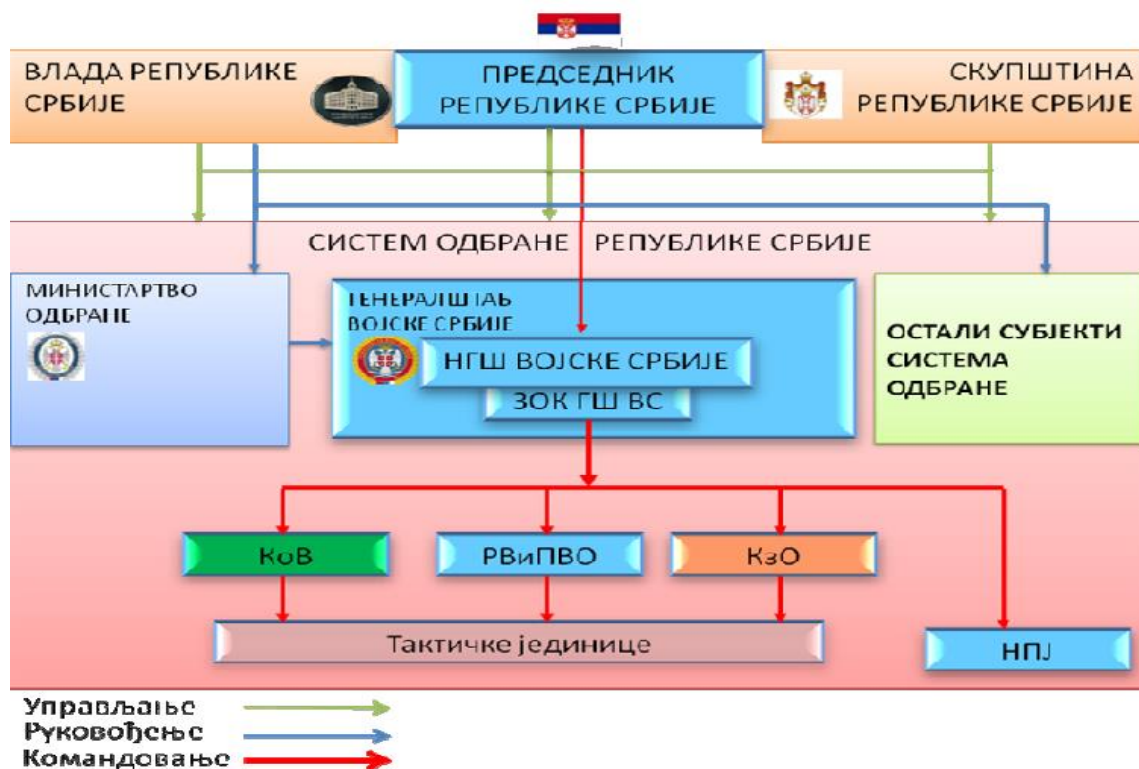 ВЛАДА РЕПУБЛИКЕ
СРБИЈЕ
ПРЕДСЕДНИК
РЕПУБЛИКЕ СРБИЈЕ
СКУПШТИНА
РЕПУБЛИКЕ СРБИЈЕ
СИСТЕМ ОДБРАНЕ РЕПУБЛИКЕ СРБИЈЕ
МИНИСТАРТВО
ОДБРАНЕ
ГЕНЕРАЛШТАБ
ВОЈСКЕ СРБИЈЕ
НГШ ВОЈСКЕ СРБИЈЕ
ЗОК ГШ ВС
ОСТАЛИ СУБЈЕКТИ
СИСТЕМА
ОДБРАНЕ
КоВ
РВиПВО
КзО
Тактичке јединице
НПЈ
Управљање
Руковођење
Командовање